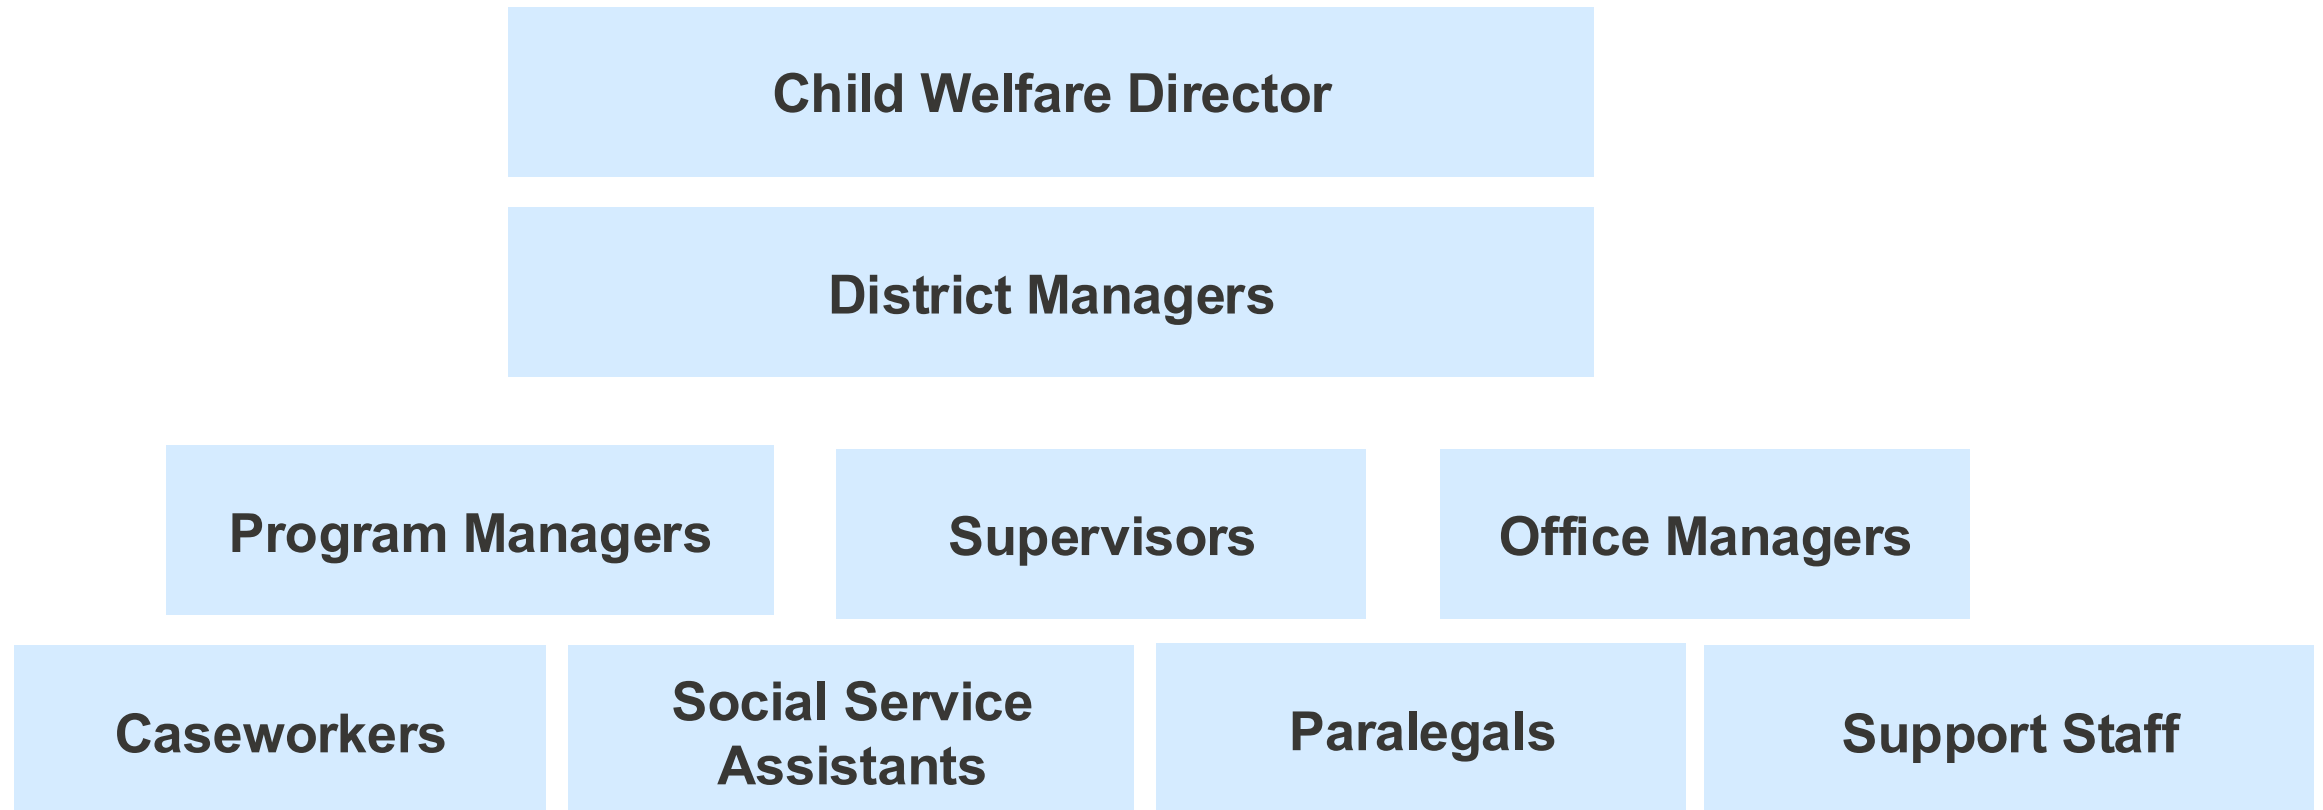 Child Welfare Director
District Managers
Program Managers
Supervisors
Office Managers
Caseworkers
Social Service
Assistants
Paralegals
Support Staff